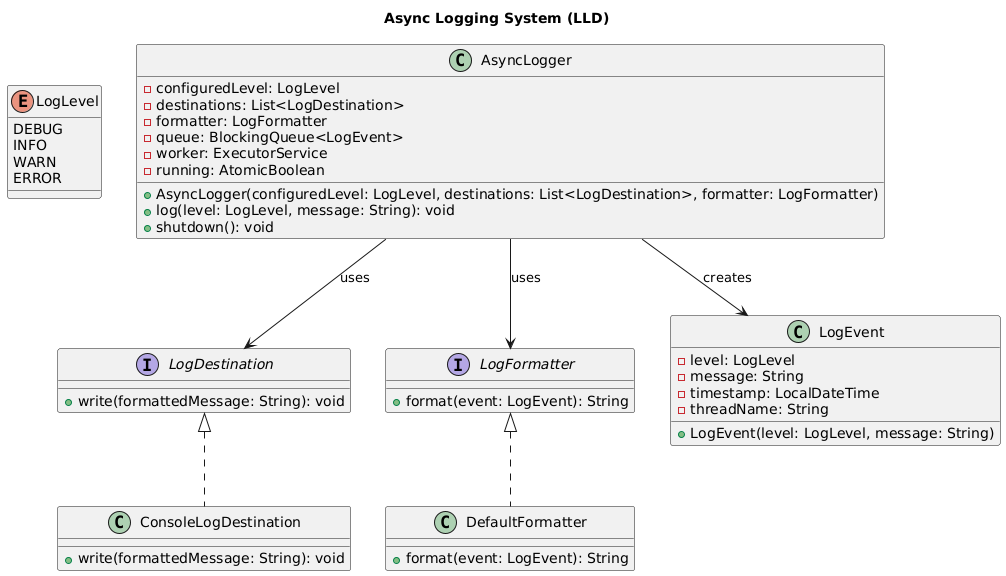 Async Logging System (LLD)
C AsyncLogger
configuredLevel: LogLevel
destinations: List<LogDestination>
formatter: LogFormatter
queue: BlockingQueue<LogEvent>
worker: ExecutorService
running: AtomicBoolean
AsyncLogger(configuredLevel: LogLevel, destinations: List<LogDestination>, formatter: LogFormatter)
log(level: LogLevel, message: String): void
shutdown(): void
E LogLevel
DEBUG
INFO
WARN
ERROR
uses
uses
creates
I LogDestination
write(formattedMessage: String): void
I LogFormatter
format(event: LogEvent): String
C LogEvent
level: LogLevel
message: String
timestamp: LocalDateTime
threadName: String
LogEvent(level: LogLevel, message: String)
C ConsoleLogDestination
write(formattedMessage: String): void
C DefaultFormatter
format(event: LogEvent): String